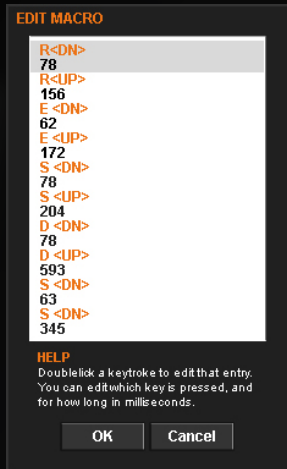 EDIT MACRO
R<DN>
78
R<UP>
156
E <DN>
62
E <UP>
172
S <DN>
78
S <UP>
204
D <DN>
78
D <UP>
593
S <DN>
63
S <DN>
345
HELP
Doublelick a keytroke to edit that entry.
You can edit which key is pressed, and
for how long in milliseconds.
OK Cancel